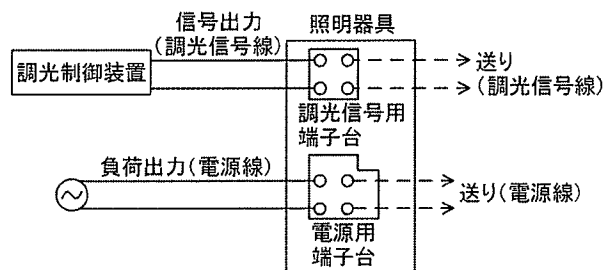 信号出力
(調光信号線)
照明器具
調光制御装置
送り
(調光信号線)
調光信号用
端子台
負荷出力(電源線)
送り(電源線)
電源用
端子台